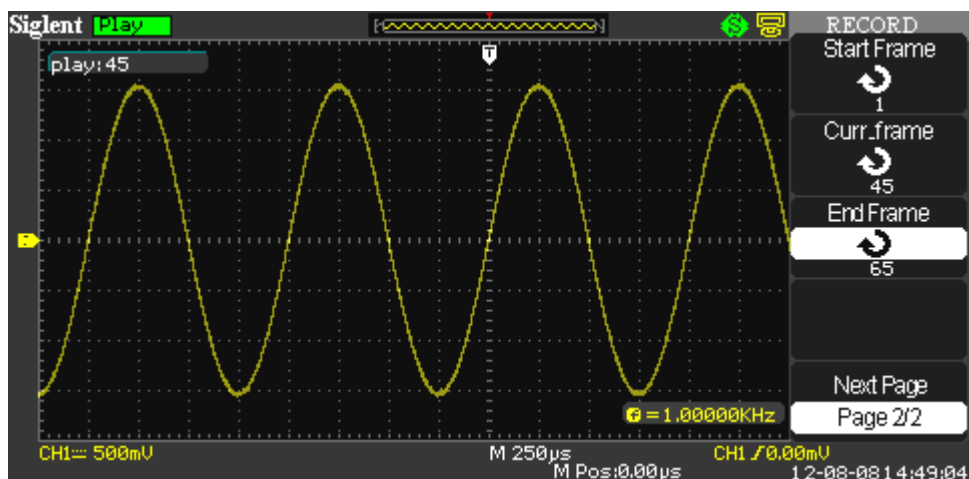 Siglent Play
T
play:45
f = 1.00000KHz
CH1 500mV
M 250µs
CH1 0.00mV
M Pos:0.00µs
12-08-08 14:49:04
RECORD
Start Frame
1
Curr_frame
45
End Frame
65
Next Page
Page 2/2